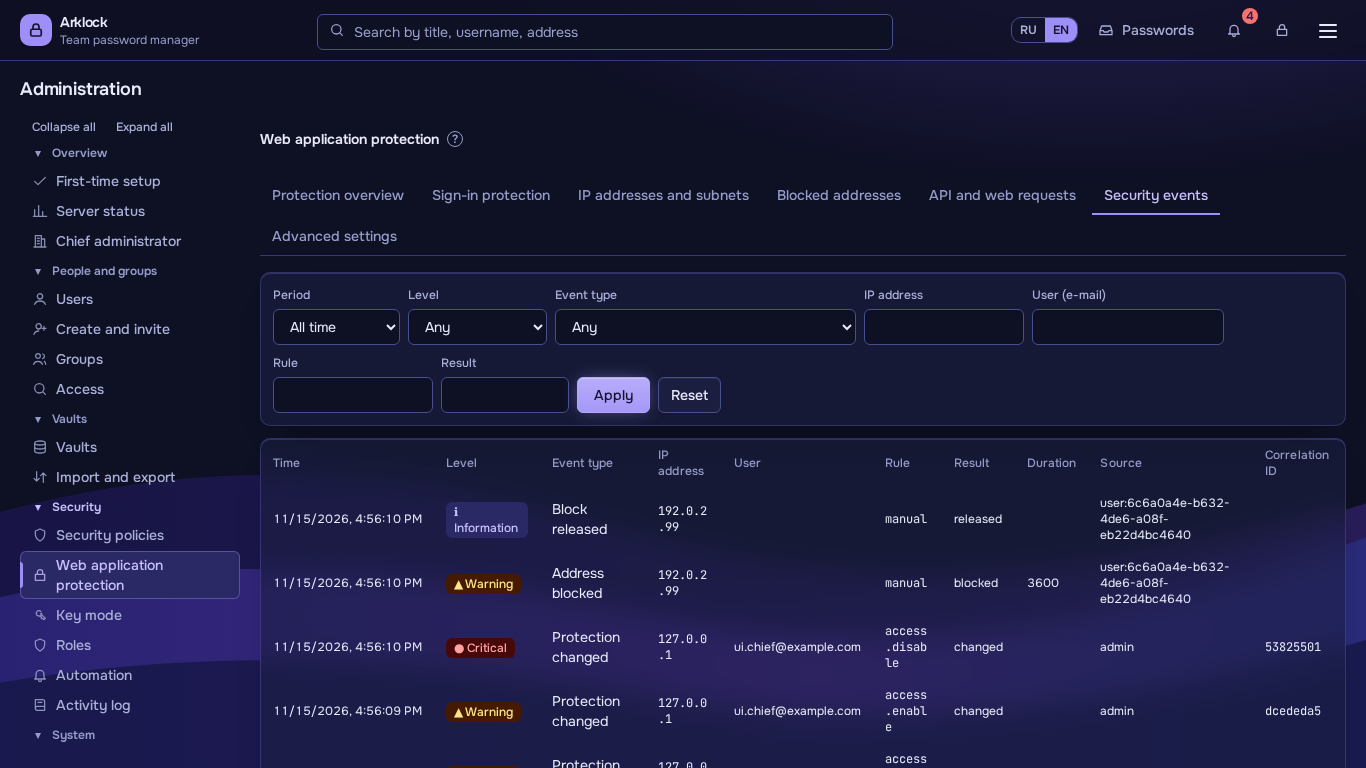 Arklock
Team password manager
Search by title, username, address
RU EN
Passwords
4
Administration
Collapse all Expand all
Overview
First-time setup
Server status
Chief administrator
People and groups
Users
Create and invite
Groups
Access
Vaults
Vaults
Import and export
Security
Security policies
Web application
protection
Key mode
Roles
Automation
Activity log
System
Web application protection ?
Protection overview Sign-in protection IP addresses and subnets Blocked addresses API and web requests Security events
Advanced settings
Period Level Event type IP address User (e-mail)
All time Any Any
Rule Result
Apply Reset
Time Level Event type IP address User Rule Result Duration Source Correlation ID
11/15/2026, 4:56:10 PM
Information
Block
released
192.0.2
.99
manual
released
user:6c6a0a4e-b632-
4de6-a08f-
eb22d4bc4640
11/15/2026, 4:56:10 PM
Warning
Address
blocked
192.0.2
.99
manual
blocked
3600
user:6c6a0a4e-b632-
4de6-a08f-
eb22d4bc4640
11/15/2026, 4:56:10 PM
Critical
Protection
changed
127.0.0
.1
ui.chief@example.com
access
.disab
le
changed
admin
53825501
11/15/2026, 4:56:09 PM
Warning
Protection
changed
127.0.0
.1
ui.chief@example.com
access
.enabl
e
changed
admin
dcededa5
Protection
127.0.0
access